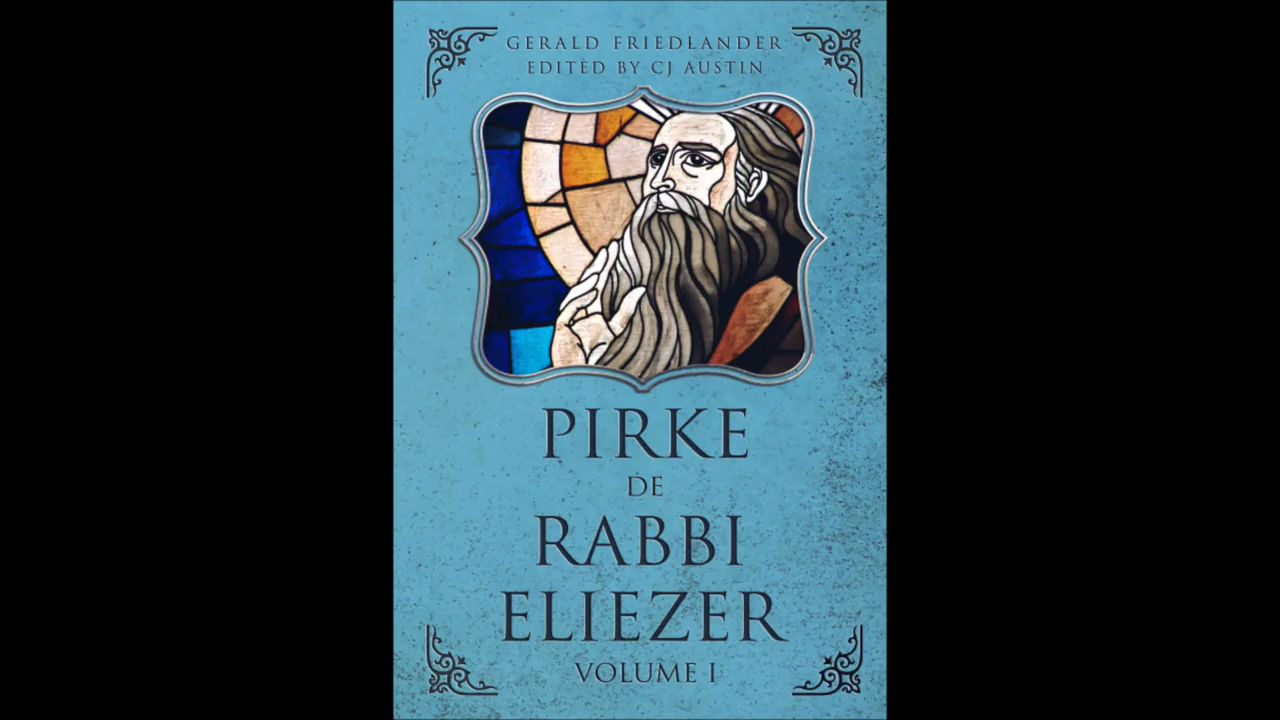 GERALD FRIEDLANDER
EDITED BY CJ AUSTIN
PIRKE
DE
RABBI
ELIEZER
VOLUME I